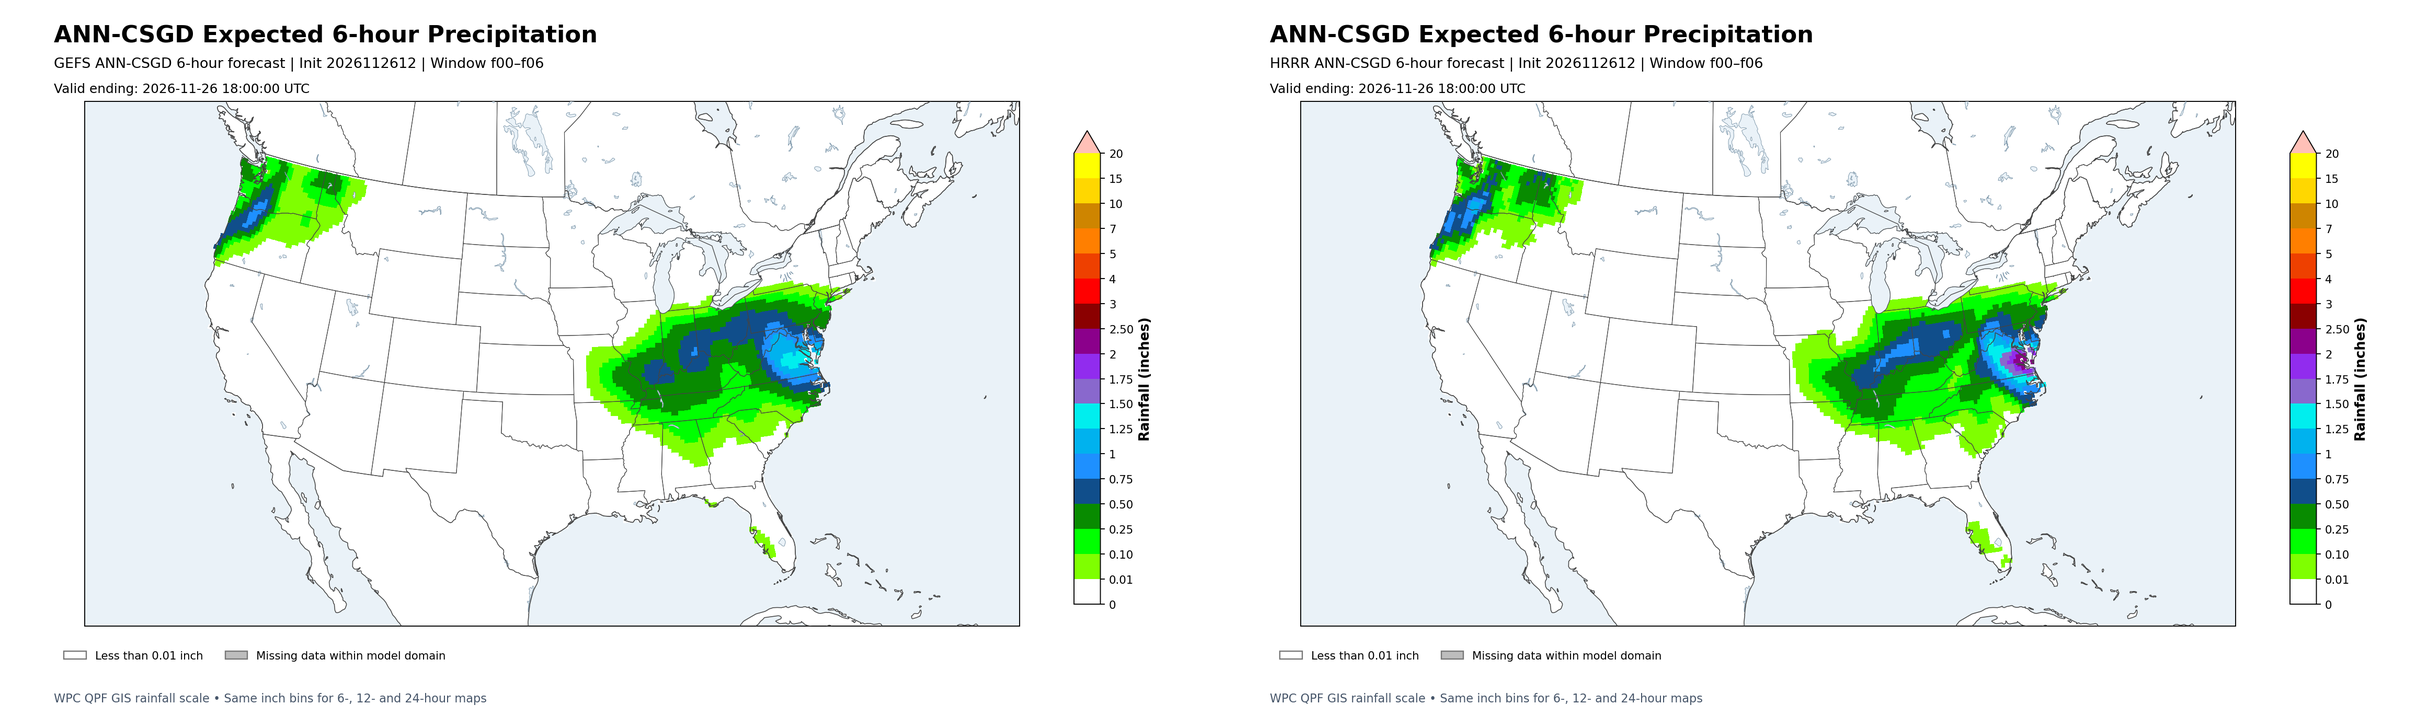 ANN-CSGD Expected 6-hour Precipitation
GEFS ANN-CSGD 6-hour forecast | Init 2026112612 | Window f00–f06
Valid ending: 2026-11-26 18:00:00 UTC
20
15
10
7
5
4
3
2.50
2
1.75
1.50
1.25
1
0.75
0.50
0.25
0.10
0.01
0
Rainfall (inches)
Less than 0.01 inch
Missing data within model domain
WPC QPF GIS rainfall scale • Same inch bins for 6-, 12- and 24-hour maps
ANN-CSGD Expected 6-hour Precipitation
HRRR ANN-CSGD 6-hour forecast | Init 2026112612 | Window f00–f06
Valid ending: 2026-11-26 18:00:00 UTC
20
15
10
7
5
4
3
2.50
2
1.75
1.50
1.25
1
0.75
0.50
0.25
0.10
0.01
0
Rainfall (inches)
Less than 0.01 inch
Missing data within model domain
WPC QPF GIS rainfall scale • Same inch bins for 6-, 12- and 24-hour maps